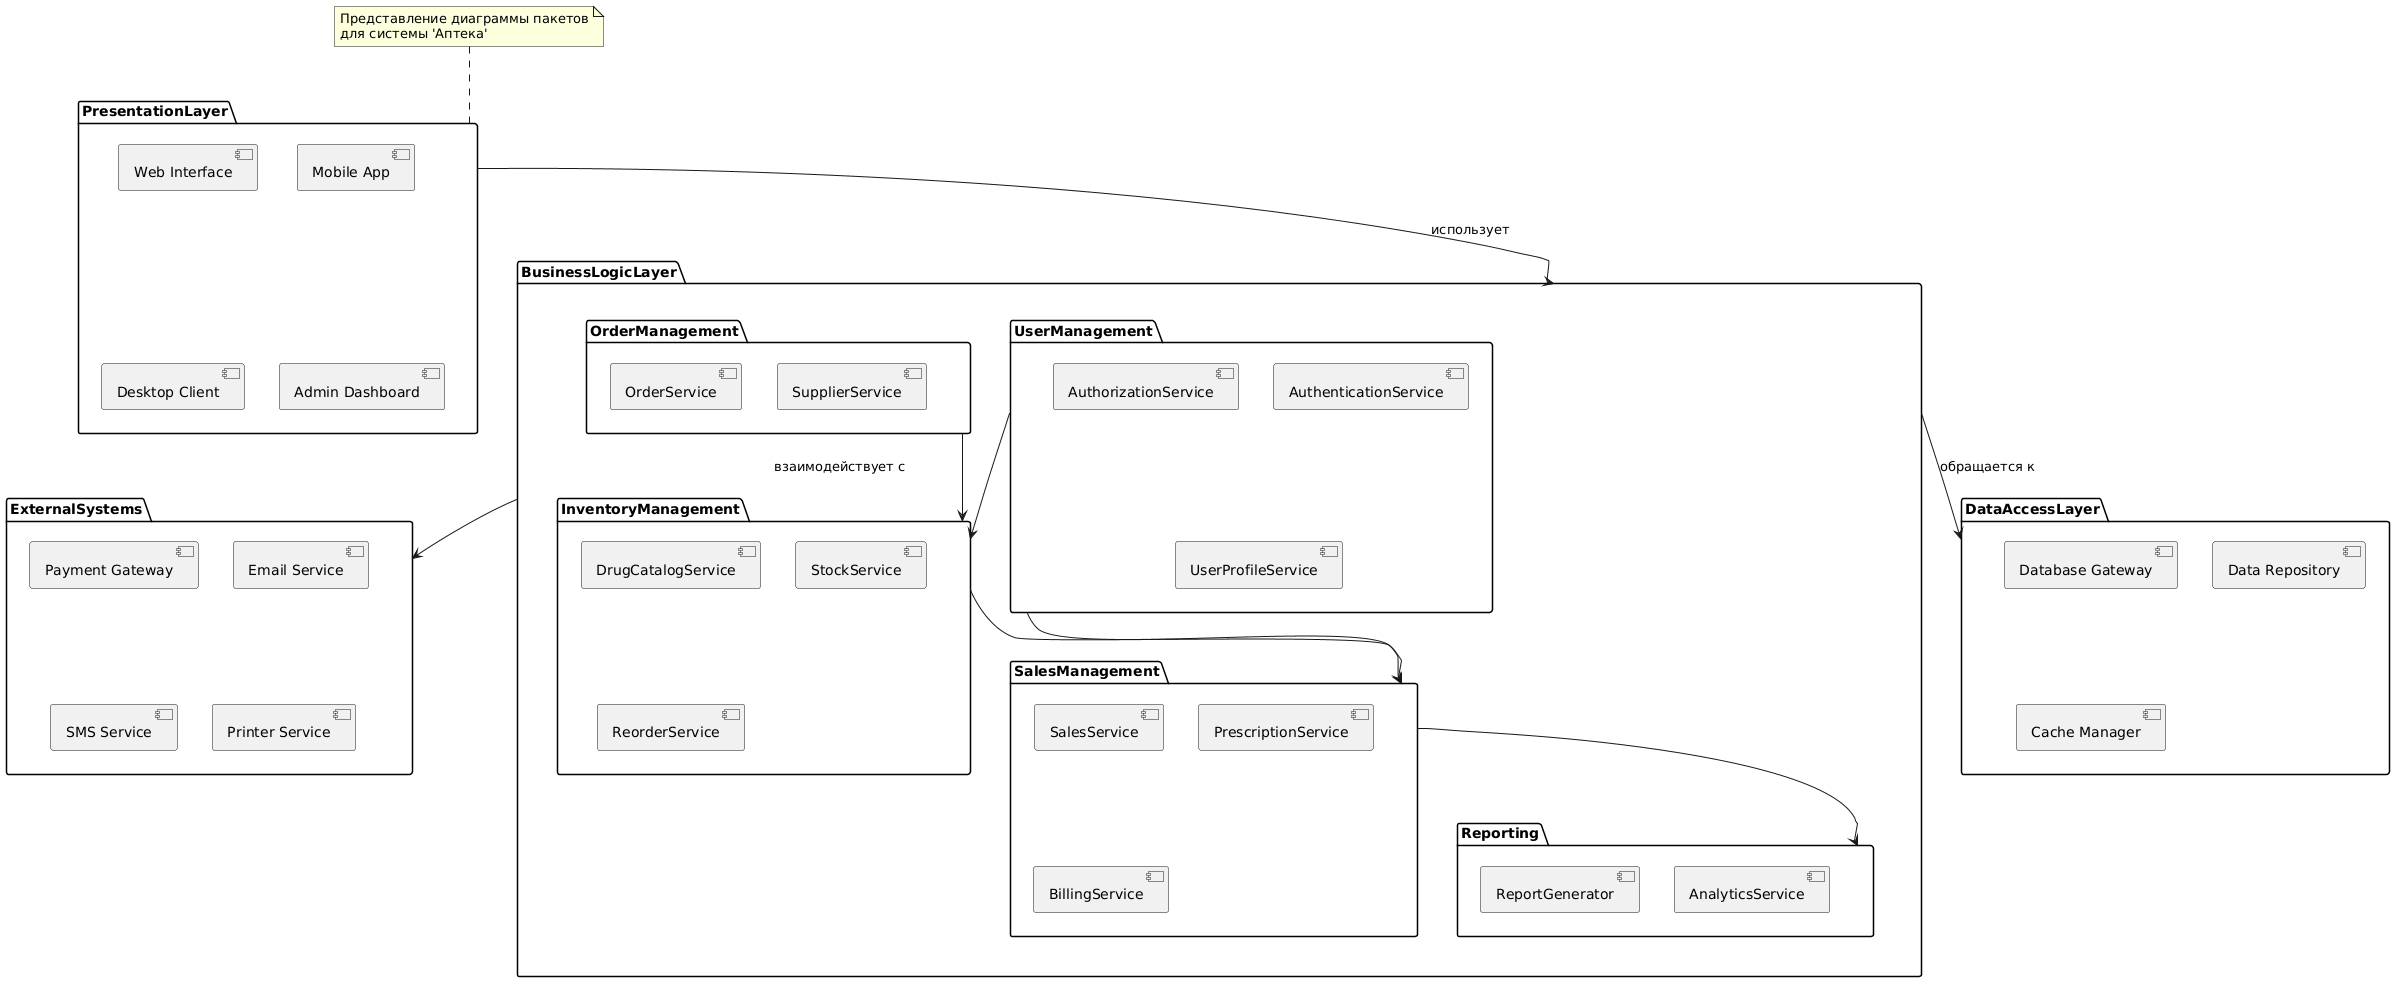 Представление диаграммы пакетов
для системы 'Аптека'
PresentationLayer
Web Interface
Mobile App
Desktop Client
Admin Dashboard
использует
BusinessLogicLayer
OrderManagement
OrderService
SupplierService
UserManagement
AuthorizationService
AuthenticationService
UserProfileService
взаимодействует с
обращается к
ExternalSystems
Payment Gateway
Email Service
SMS Service
Printer Service
InventoryManagement
DrugCatalogService
StockService
ReorderService
SalesManagement
SalesService
PrescriptionService
BillingService
Reporting
ReportGenerator
AnalyticsService
DataAccessLayer
Database Gateway
Data Repository
Cache Manager